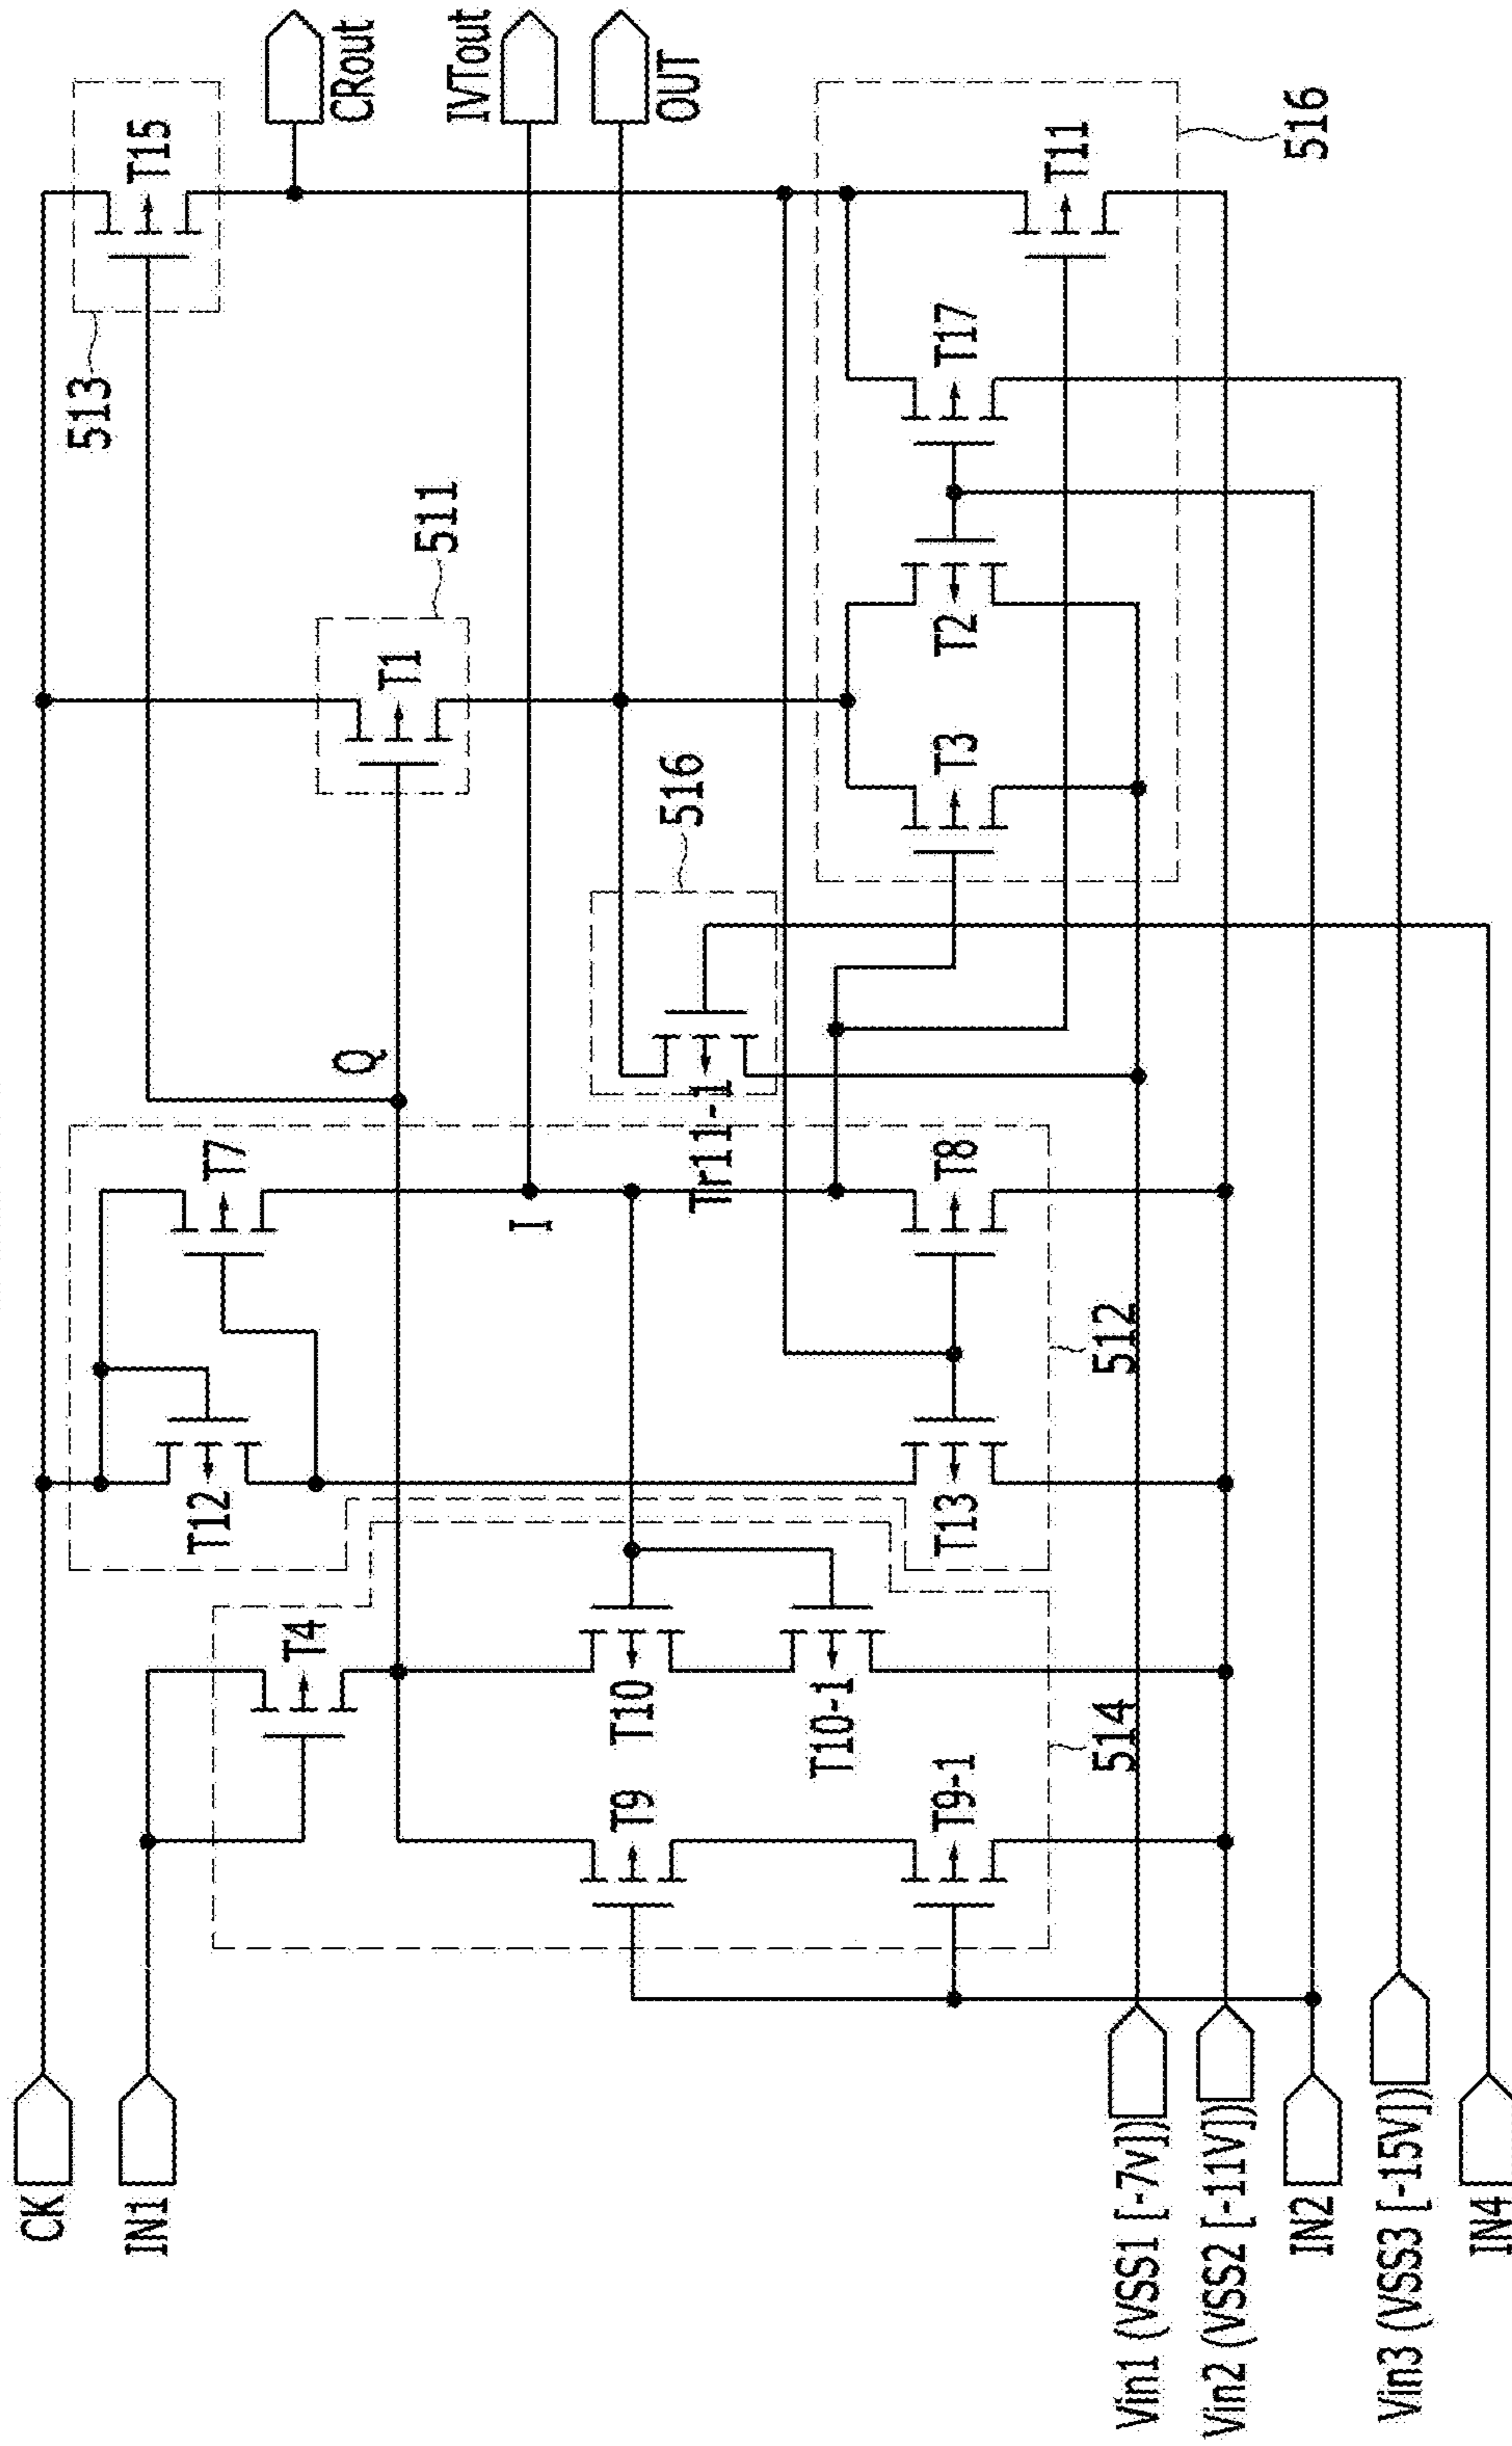 CK
IN1
Vin1 (VSS1 [-7v])
Vin2 (VSS2 [-11V])
IN2
Vin3 (VSS3 [-15V])
IN4
T4
T9
T9-1
514
T10
T10-1
T12
T13
512
T7
I
T8
Tr11-1
Q
516
T3
T1
511
T2
T17
513
T15
T11
516
CRout
IVTout
OUT